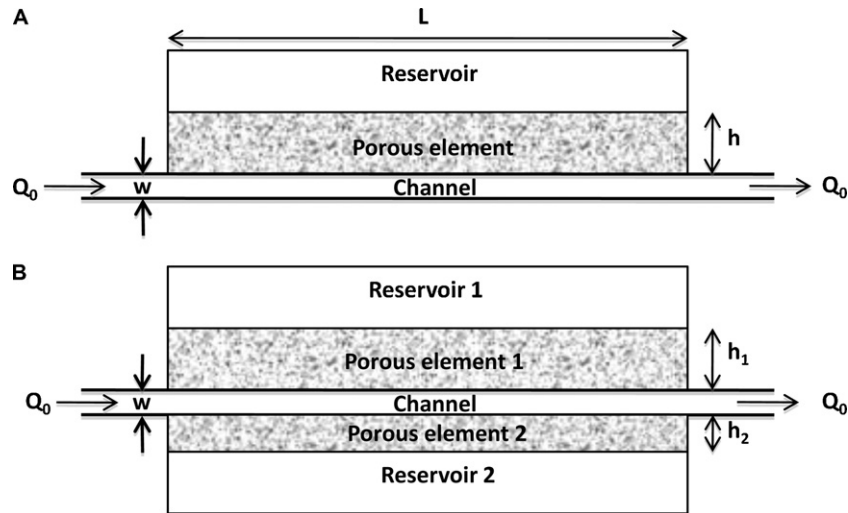 A
L
Reservoir
Porous element
h
Q0 w Channel Q0
B
Reservoir 1
Porous element 1
h1
Q0 w Channel Q0
Porous element 2
h2
Reservoir 2